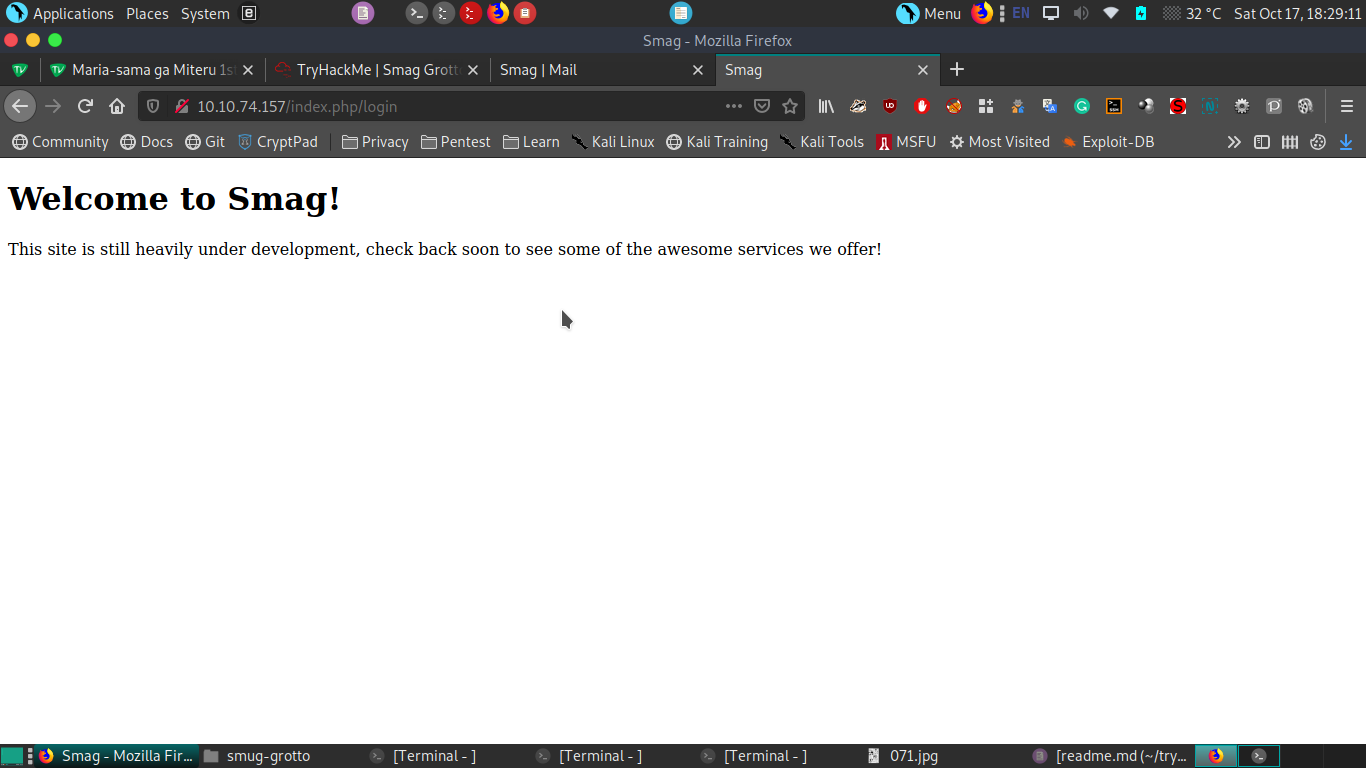 Applications Places System Menu EN 32 °C Sat Oct 17, 18:29:11
Smag - Mozilla Firefox
Maria-sama ga Miteru 1s TryHackMe | Smag Grott Smag | Mail Smag
10.10.74.157/index.php/login
Community Docs Git CryptPad Privacy Pentest Learn Kali Linux Kali Training Kali Tools MSFU Most Visited Exploit-DB
Welcome to Smag!
This site is still heavily under development, check back soon to see some of the awesome services we offer!
Smag - Mozilla Fir... smug-grotto [Terminal - ] [Terminal - ] [Terminal - ] 071.jpg [readme.md (~/try...